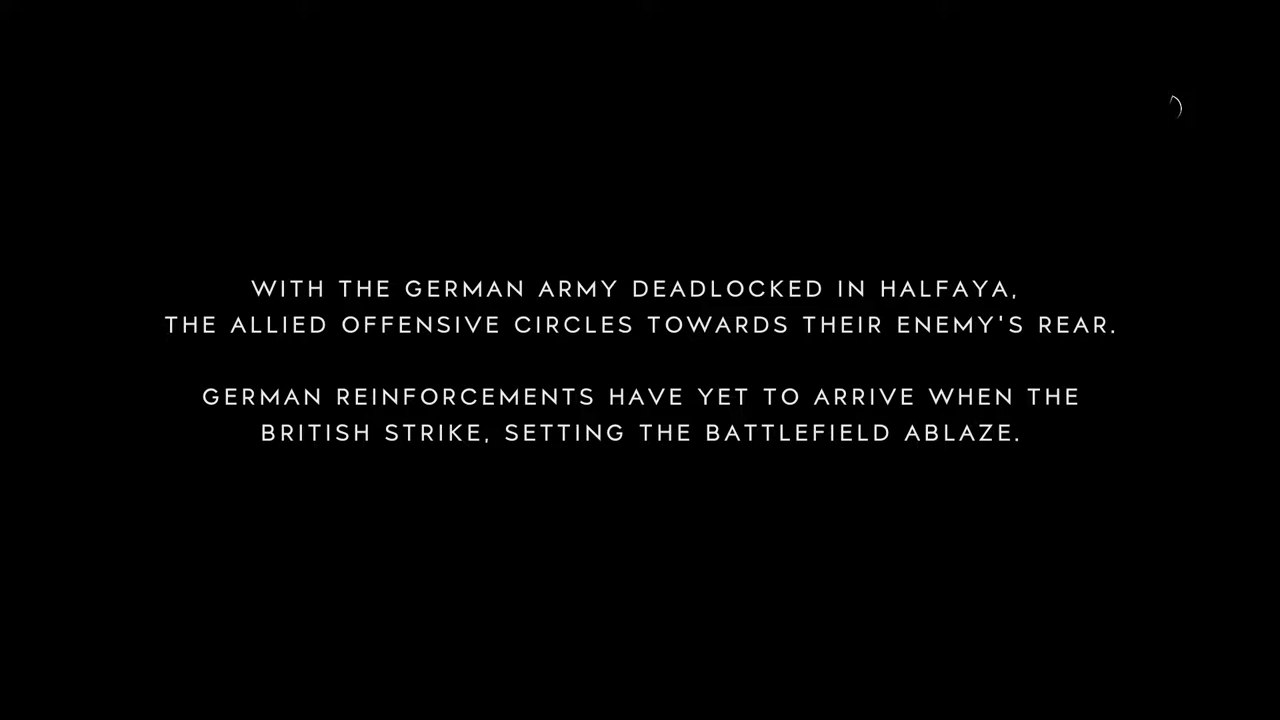 WITH THE GERMAN ARMY DEADLOCKED IN HALFAYA,
THE ALLIED OFFENSIVE CIRCLES TOWARDS THEIR ENEMY'S REAR.
GERMAN REINFORCEMENTS HAVE YET TO ARRIVE WHEN THE
BRITISH STRIKE, SETTING THE BATTLEFIELD ABLAZE.